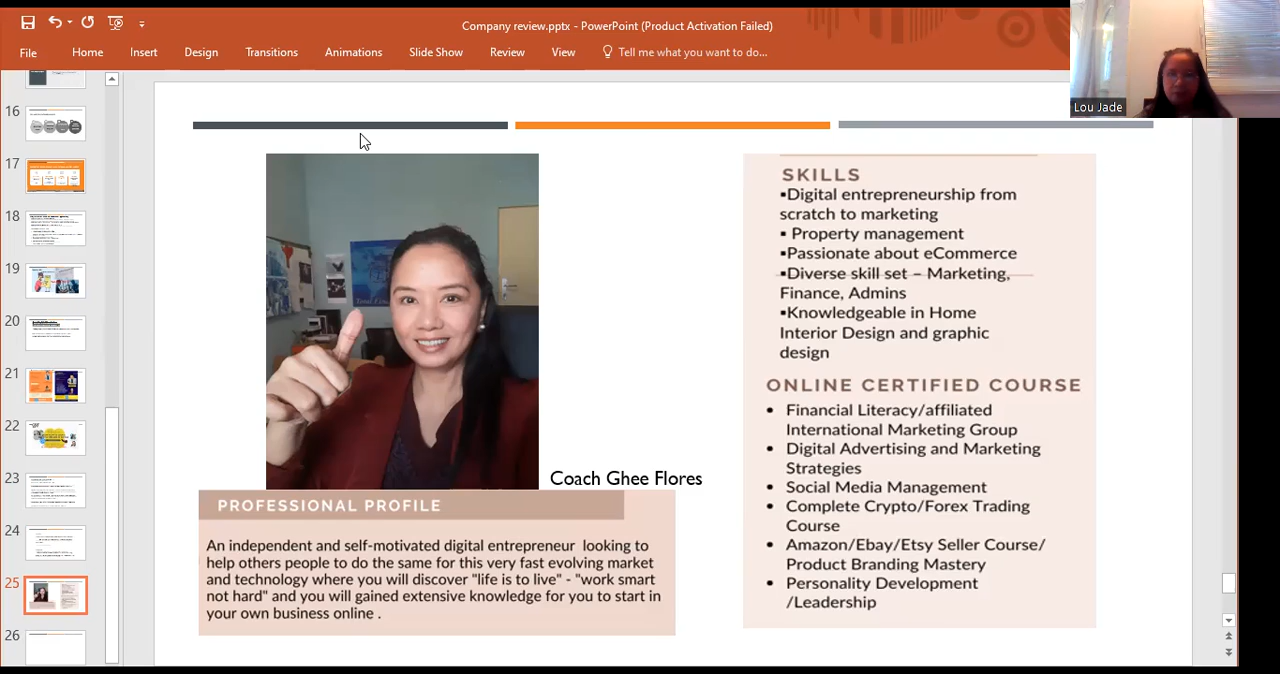 Company review.pptx - PowerPoint (Product Activation Failed)
File Home Insert Design Transitions Animations Slide Show Review View Tell me what you want to do...
Lou Jade
16
17
18
19
20
21
22
23
24
25
26
Coach Ghee Flores
PROFESSIONAL PROFILE
An independent and self-motivated digital entrepreneur looking to
help others people to do the same for this very fast evolving market
and technology where you will discover "life is to live" - "work smart
not hard" and you will gained extensive knowledge for you to start in
your own business online .
SKILLS
▪Digital entrepreneurship from
scratch to marketing
▪ Property management
▪Passionate about eCommerce
▪Diverse skill set – Marketing,
Finance, Admins
▪Knowledgeable in Home
Interior Design and graphic
design
ONLINE CERTIFIED COURSE
• Financial Literacy/affiliated
International Marketing Group
• Digital Advertising and Marketing
Strategies
• Social Media Management
• Complete Crypto/Forex Trading
Course
• Amazon/Ebay/Etsy Seller Course/
Product Branding Mastery
• Personality Development
/Leadership